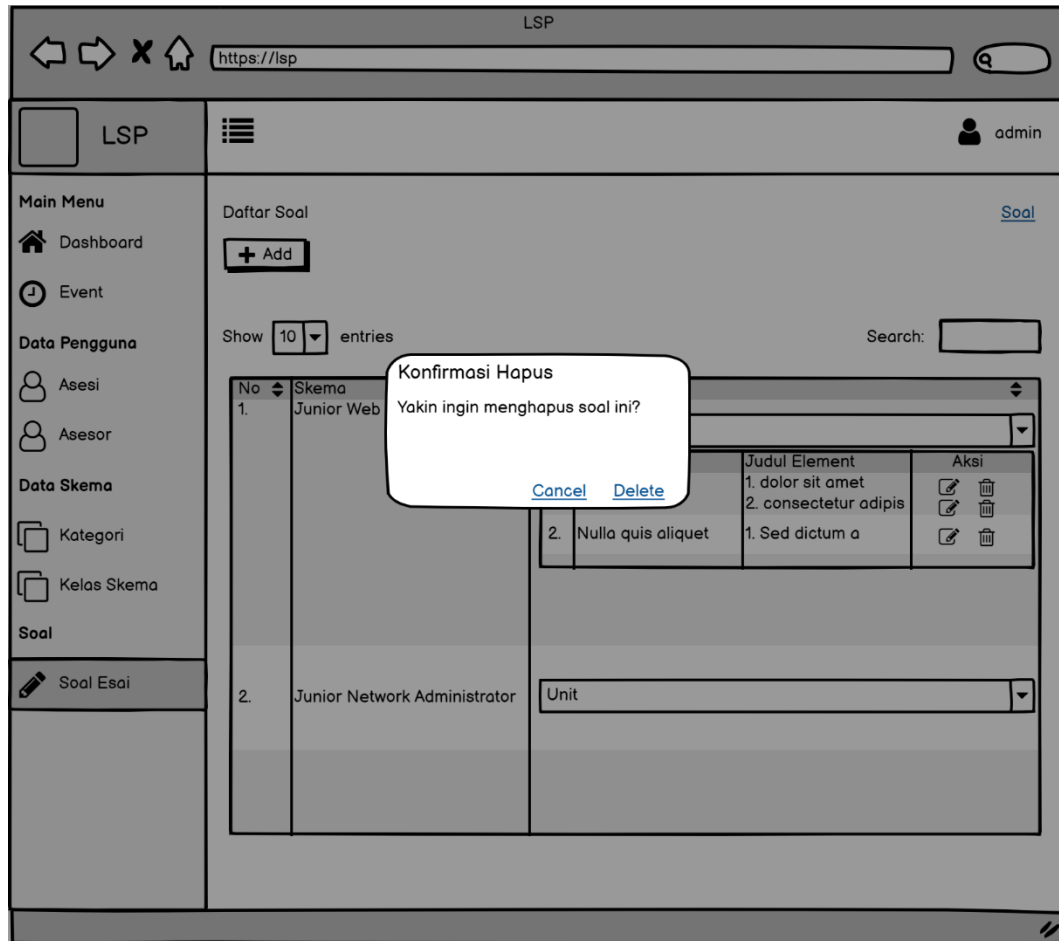 LSP
https://lsp
LSP
admin
Main Menu
Dashboard
Event
Data Pengguna
Asesi
Asesor
Data Skema
Kategori
Kelas Skema
Soal
Soal Esai
Daftar Soal
Soal
+ Add
Show 10 entries
Search:
No Skema
1. Junior Web
Judul Element Aksi
1. dolor sit amet
2. consectetur adipis
2. Nulla quis aliquet 1. Sed dictum a
2. Junior Network Administrator Unit
Konfirmasi Hapus
Yakin ingin menghapus soal ini?
Cancel Delete